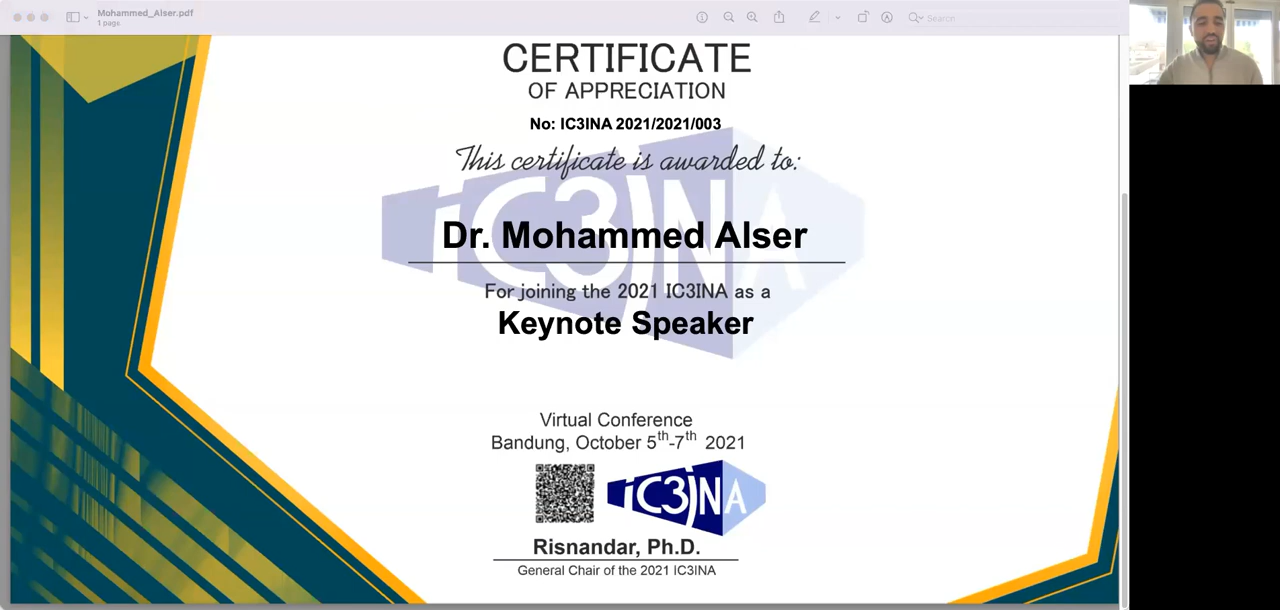 Mohammed_Alser.pdf
1 page
Search
CERTIFICATE
OF APPRECIATION
No: IC3INA 2021/2021/003
This certificate is awarded to:
iC3INA
Dr. Mohammed Alser
For joining the 2021 IC3INA as a
Keynote Speaker
Virtual Conference
Bandung, October 5th-7th 2021
iC3INA
Risnandar, Ph.D.
General Chair of the 2021 IC3INA